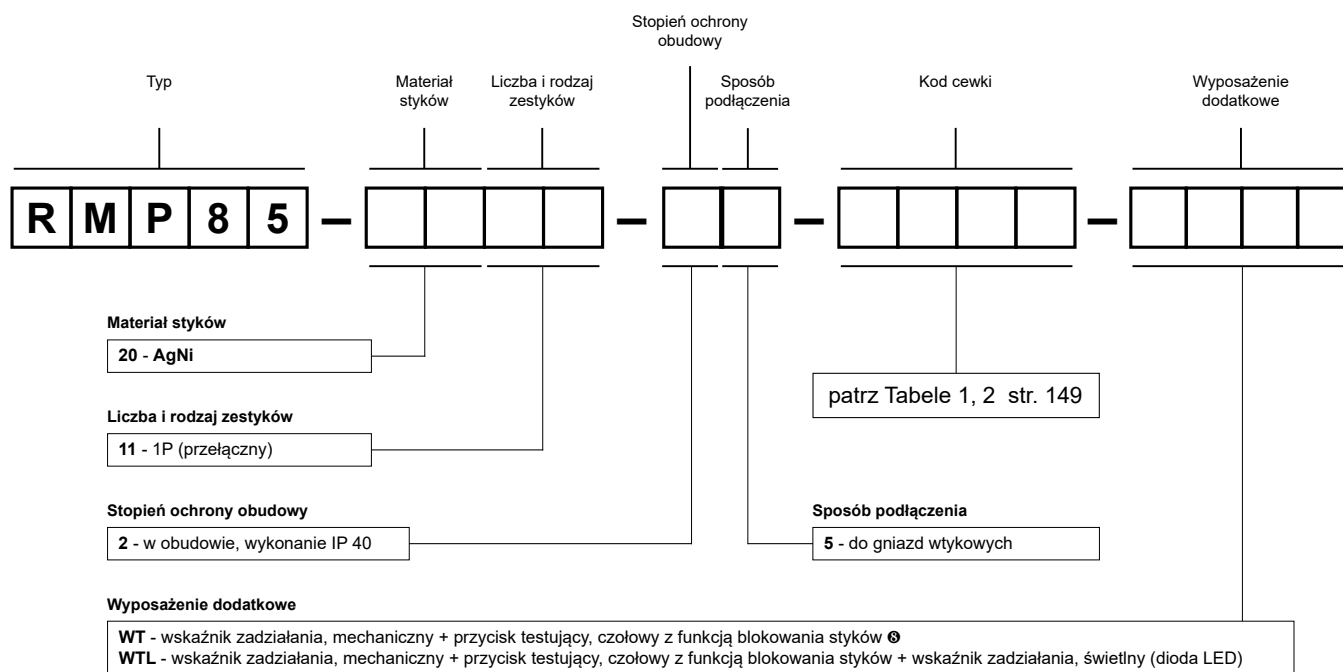 Stopień ochrony
obudowy
Typ
Materiał
styków
Liczba i rodzaj
zestyków
Sposób
podłączenia
Kod cewki
Wyposażenie
dodatkowe
R M P 8 5 – – – –
Materiał styków
20 - AgNi
patrz Tabele 1, 2 str. 149
Liczba i rodzaj zestyków
11 - 1P (przełączny)
Stopień ochrony obudowy
2 - w obudowie, wykonanie IP 40
Sposób podłączenia
5 - do gniazd wtykowych
Wyposażenie dodatkowe
WT - wskaźnik zadziałania, mechaniczny + przycisk testujący, czołowy z funkcją blokowania styków ❽
WTL - wskaźnik zadziałania, mechaniczny + przycisk testujący, czołowy z funkcją blokowania styków + wskaźnik zadziałania, świetlny (dioda LED)